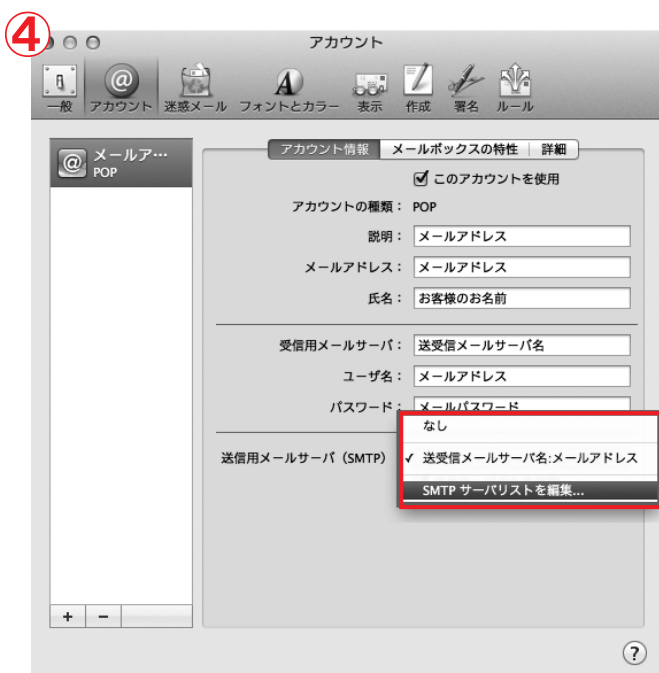 ④
アカウント
一般 アカウント 迷惑メール フォントとカラー 表示 作成 署名 ルール
メールア…
POP
アカウント情報 メールボックスの特性 詳細
このアカウントを使用
アカウントの種類: POP
説明: メールアドレス
メールアドレス: メールアドレス
氏名: お客様のお名前
受信用メールサーバ: 送受信メールサーバ名
ユーザ名: メールアドレス
パスワード: メールパスワード
なし
送信用メールサーバ(SMTP) ✓ 送受信メールサーバ名:メールアドレス
SMTP サーバリストを編集...
+ −
?